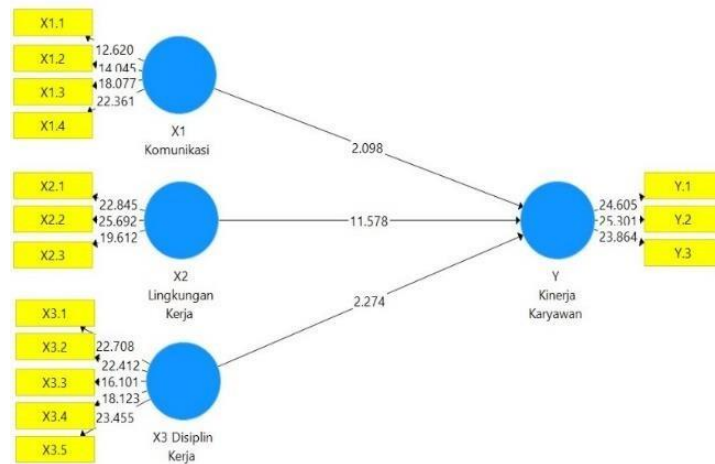 X1.1
X1.2
X1.3
X1.4
12.620
14.045
18.077
22.361
X1
Komunikasi
2.098
X2.1
X2.2
X2.3
22.845
25.692
19.612
X2
Lingkungan
Kerja
11.578
X3.1
X3.2
X3.3
X3.4
X3.5
22.708
22.412
16.101
18.123
23.455
X3 Disiplin
Kerja
2.274
Y
Kinerja
Karyawan
24.605
25.301
23.864
Y.1
Y.2
Y.3